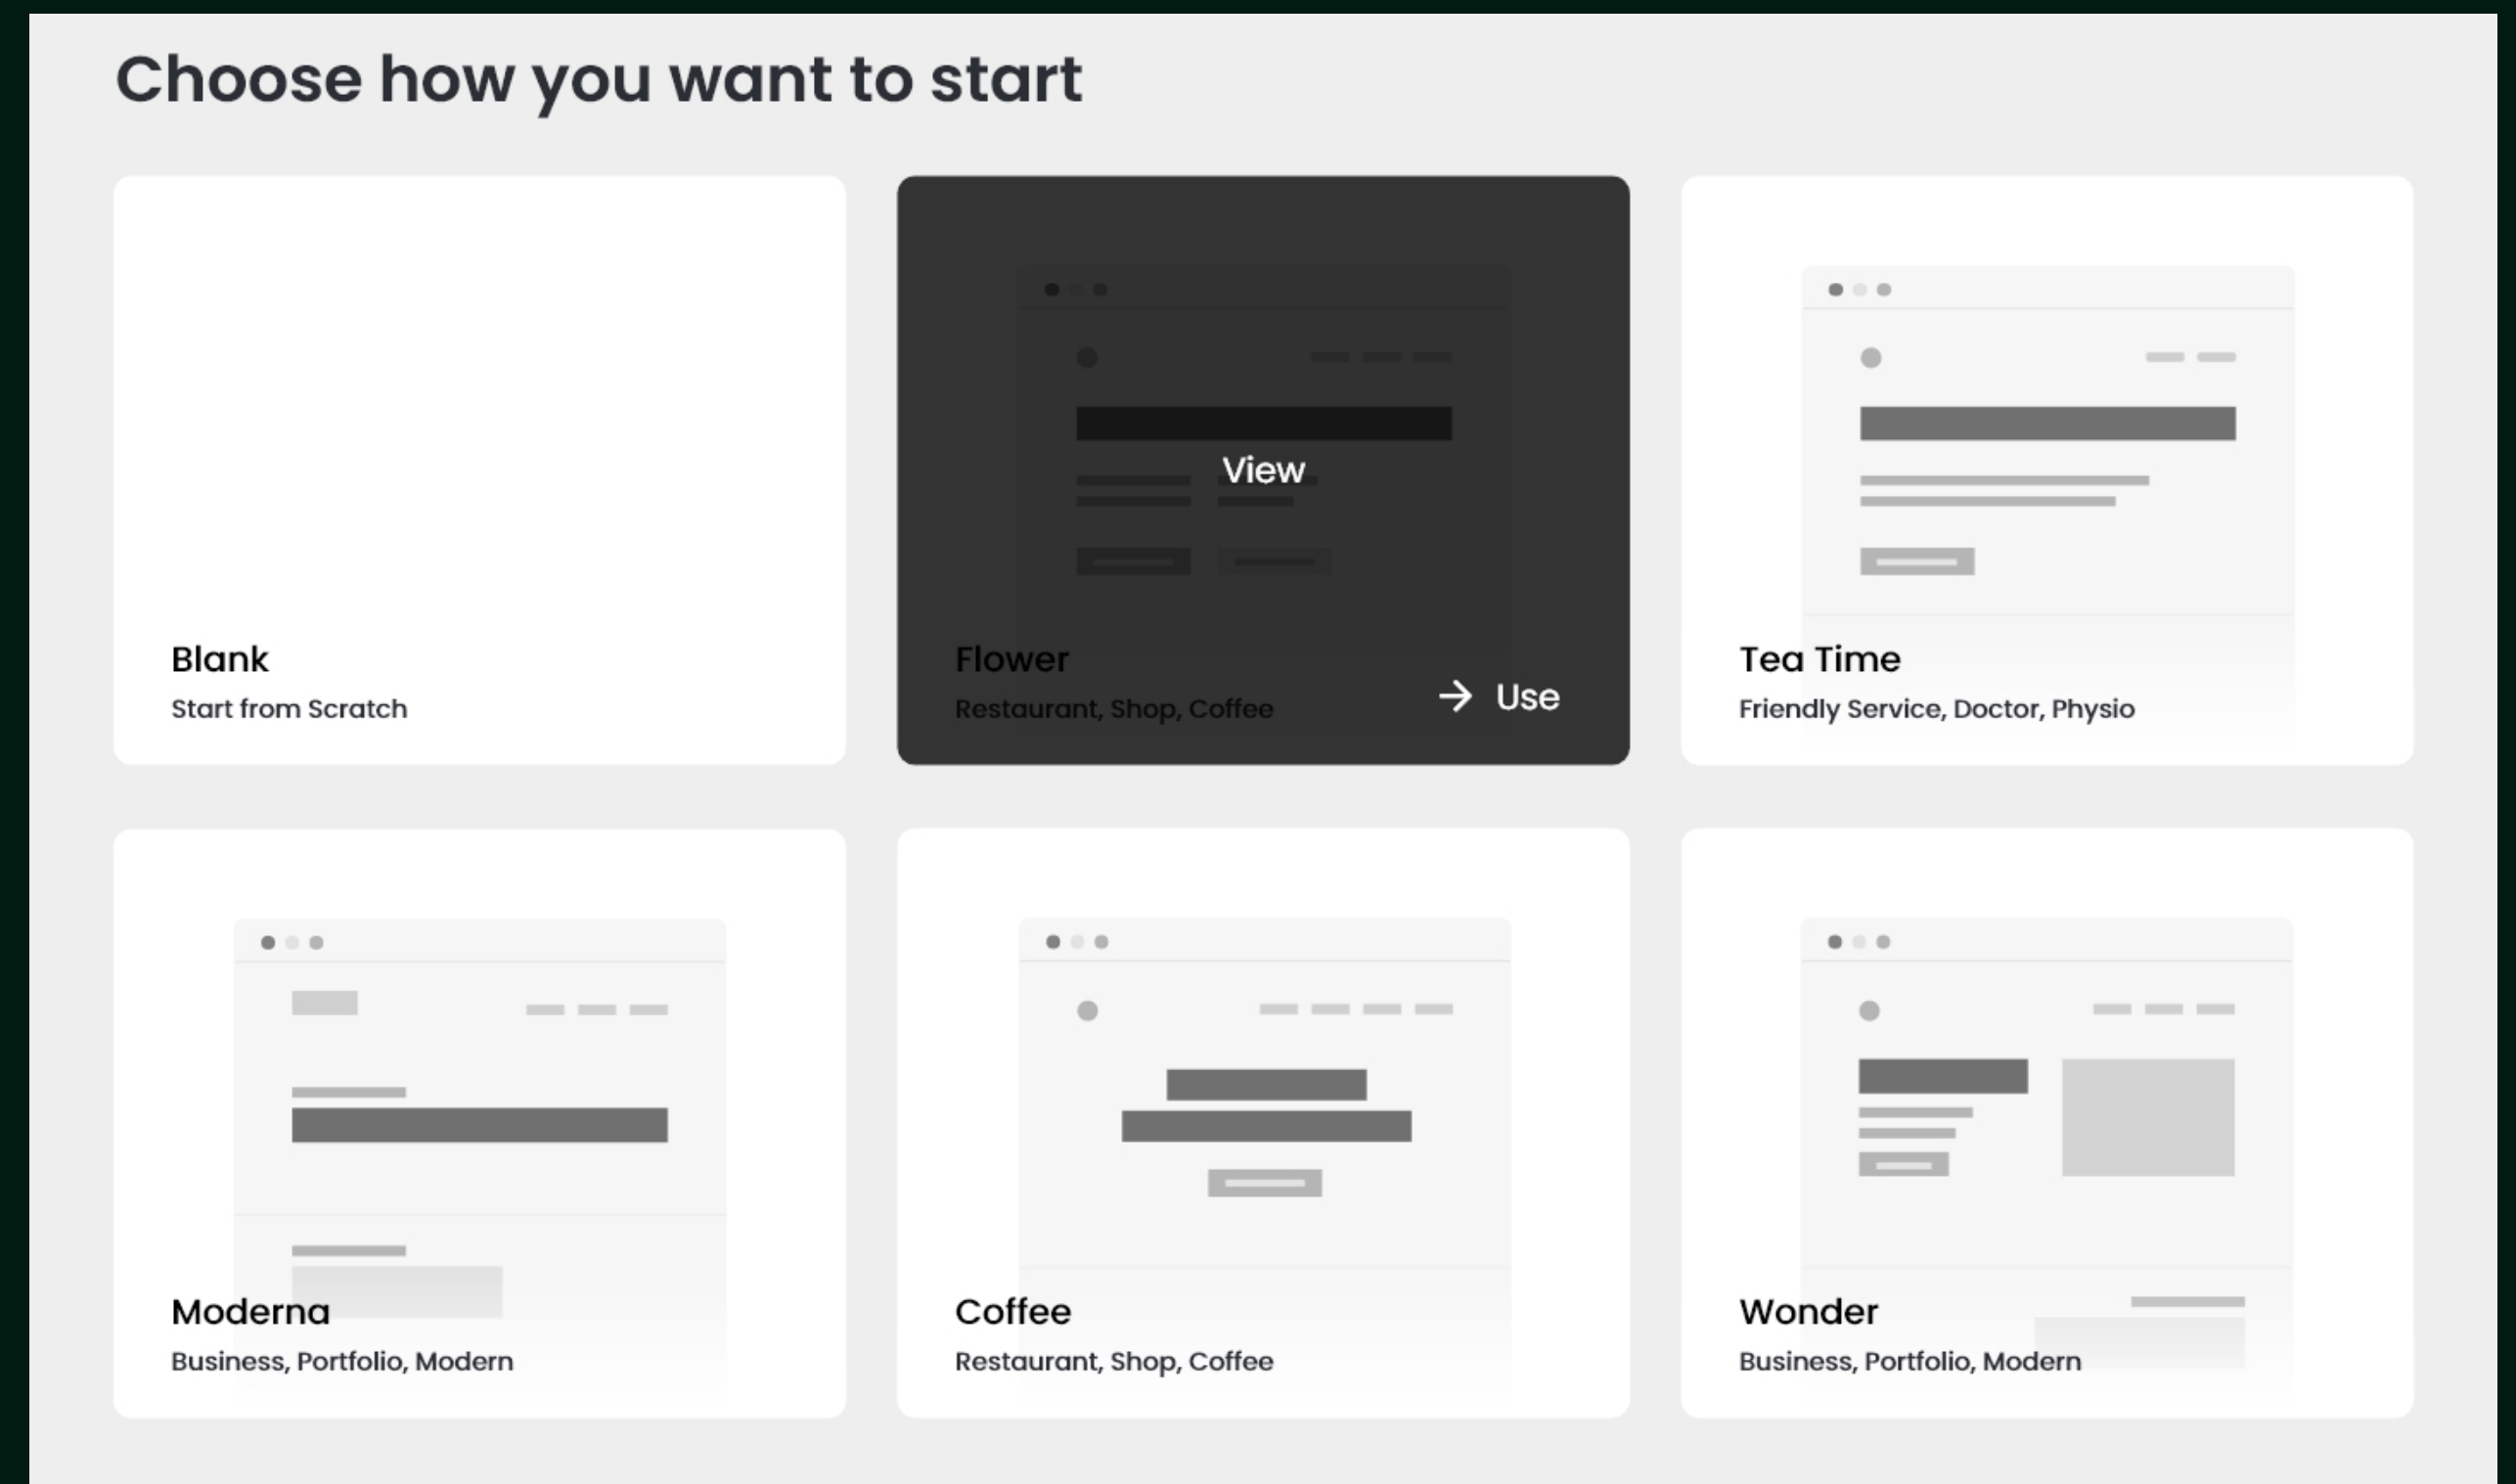 Choose how you want to start
Blank
Start from Scratch
View
Flower
Restaurant, Shop, Coffee
Use
Tea Time
Friendly Service, Doctor, Physio
Moderna
Business, Portfolio, Modern
Coffee
Restaurant, Shop, Coffee
Wonder
Business, Portfolio, Modern